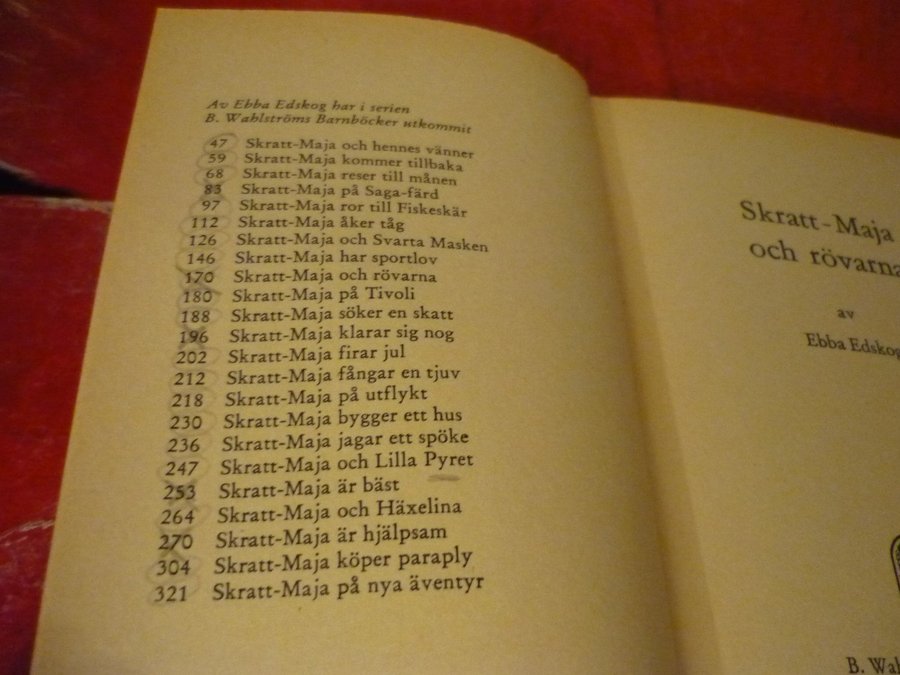 Av Ebba Edskog har i serien
B. Wahlströms Barnböcker utkommit
47 Skratt-Maja och hennes vänner
59 Skratt-Maja kommer tillbaka
68 Skratt-Maja reser till månen
83 Skratt-Maja på Saga-färd
97 Skratt-Maja ror till Fiskeskär
112 Skratt-Maja åker tåg
126 Skratt-Maja och Svarta Masken
146 Skratt-Maja har sportlov
170 Skratt-Maja och rövarna
180 Skratt-Maja på Tivoli
188 Skratt-Maja söker en skatt
196 Skratt-Maja klarar sig nog
202 Skratt-Maja firar jul
212 Skratt-Maja fångar en tjuv
218 Skratt-Maja på utflykt
230 Skratt-Maja bygger ett hus
236 Skratt-Maja jagar ett spöke
247 Skratt-Maja och Lilla Pyret
253 Skratt-Maja är bäst
264 Skratt-Maja och Häxelina
270 Skratt-Maja är hjälpsam
304 Skratt-Maja köper paraply
321 Skratt-Maja på nya äventyr
Skratt-Maja
och rövarna
av
Ebba Edskog
B. Wah